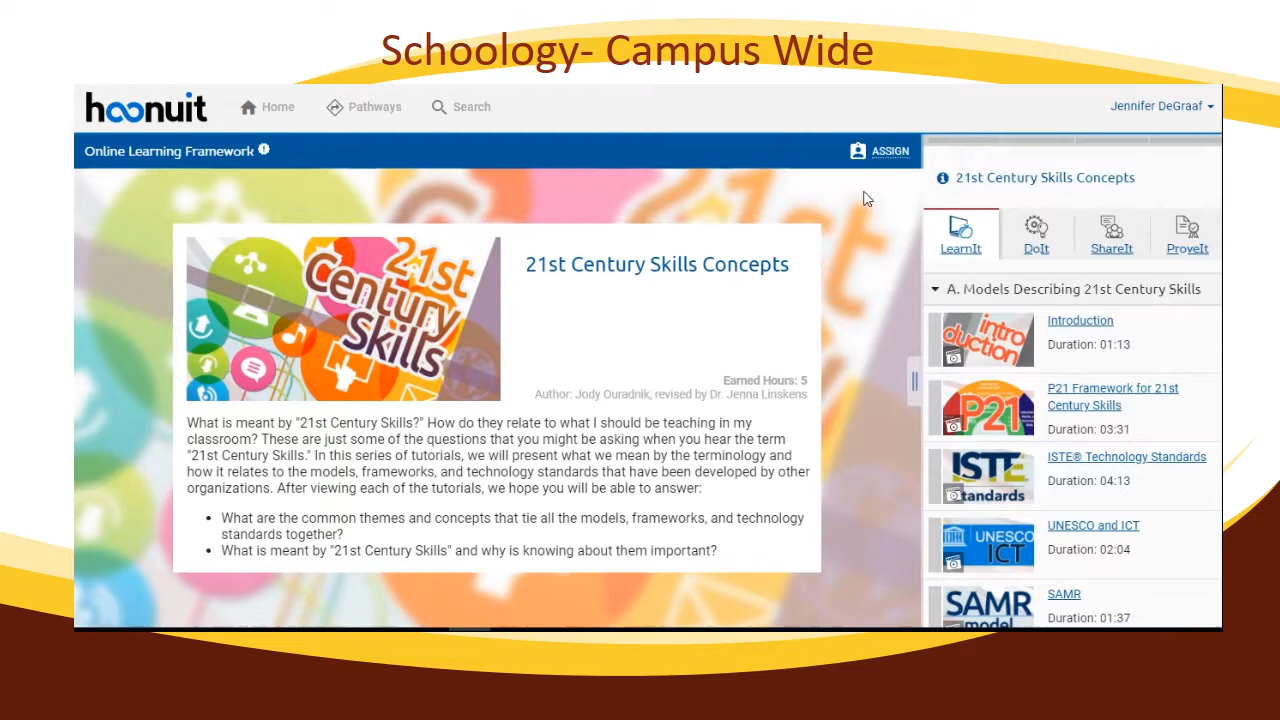 Schoology- Campus Wide
hoonuit
Home
Pathways
Search
Jennifer DeGraaf
Online Learning Framework
ASSIGN
21st Century Skills Concepts
LearnIt
DoIt
ShareIt
ProveIt
21st
Century
Skills
21st Century Skills Concepts
Earned Hours: 5
Author: Jody Ouradnik, revised by Dr. Jenna Linskens
What is meant by "21st Century Skills?" How do they relate to what I should be teaching in my
classroom? These are just some of the questions that you might be asking when you hear the term
"21st Century Skills." In this series of tutorials, we will present what we mean by the terminology and
how it relates to the models, frameworks, and technology standards that have been developed by other
organizations. After viewing each of the tutorials, we hope you will be able to answer:
• What are the common themes and concepts that tie all the models, frameworks, and technology
standards together?
• What is meant by "21st Century Skills" and why is knowing about them important?
A. Models Describing 21st Century Skills
intro
duction
Introduction
Duration: 01:13
P21
P21 Framework for 21st
Century Skills
Duration: 03:31
ISTE
standards
ISTE® Technology Standards
Duration: 04:13
UNESCO
ICT
UNESCO and ICT
Duration: 02:04
SAMR
model
SAMR
Duration: 01:37